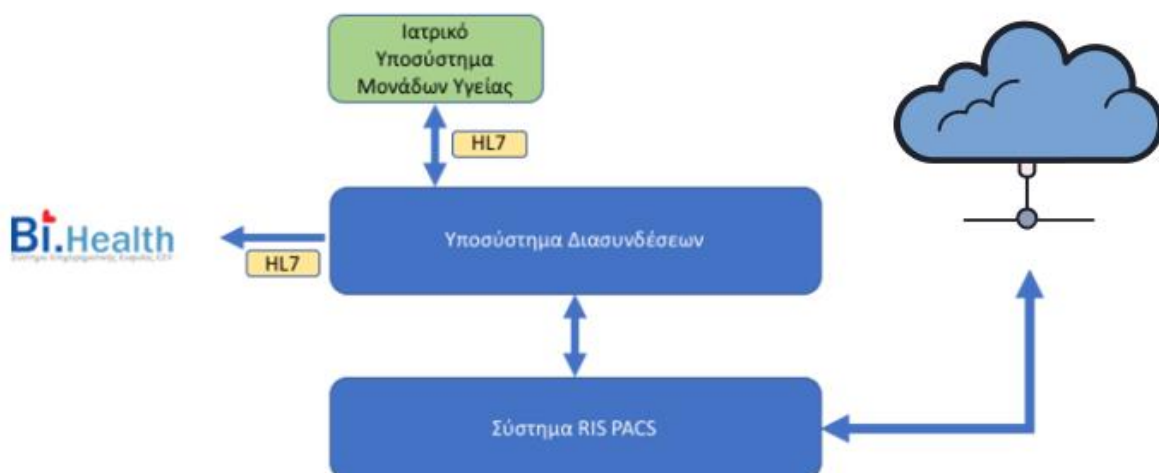 Ιατρικό
Υποσύστημα
Μονάδων Υγείας
HL7
Bi.Health
Υποσύστημα Διασυνδέσεων
HL7
Σύστημα RIS PACS